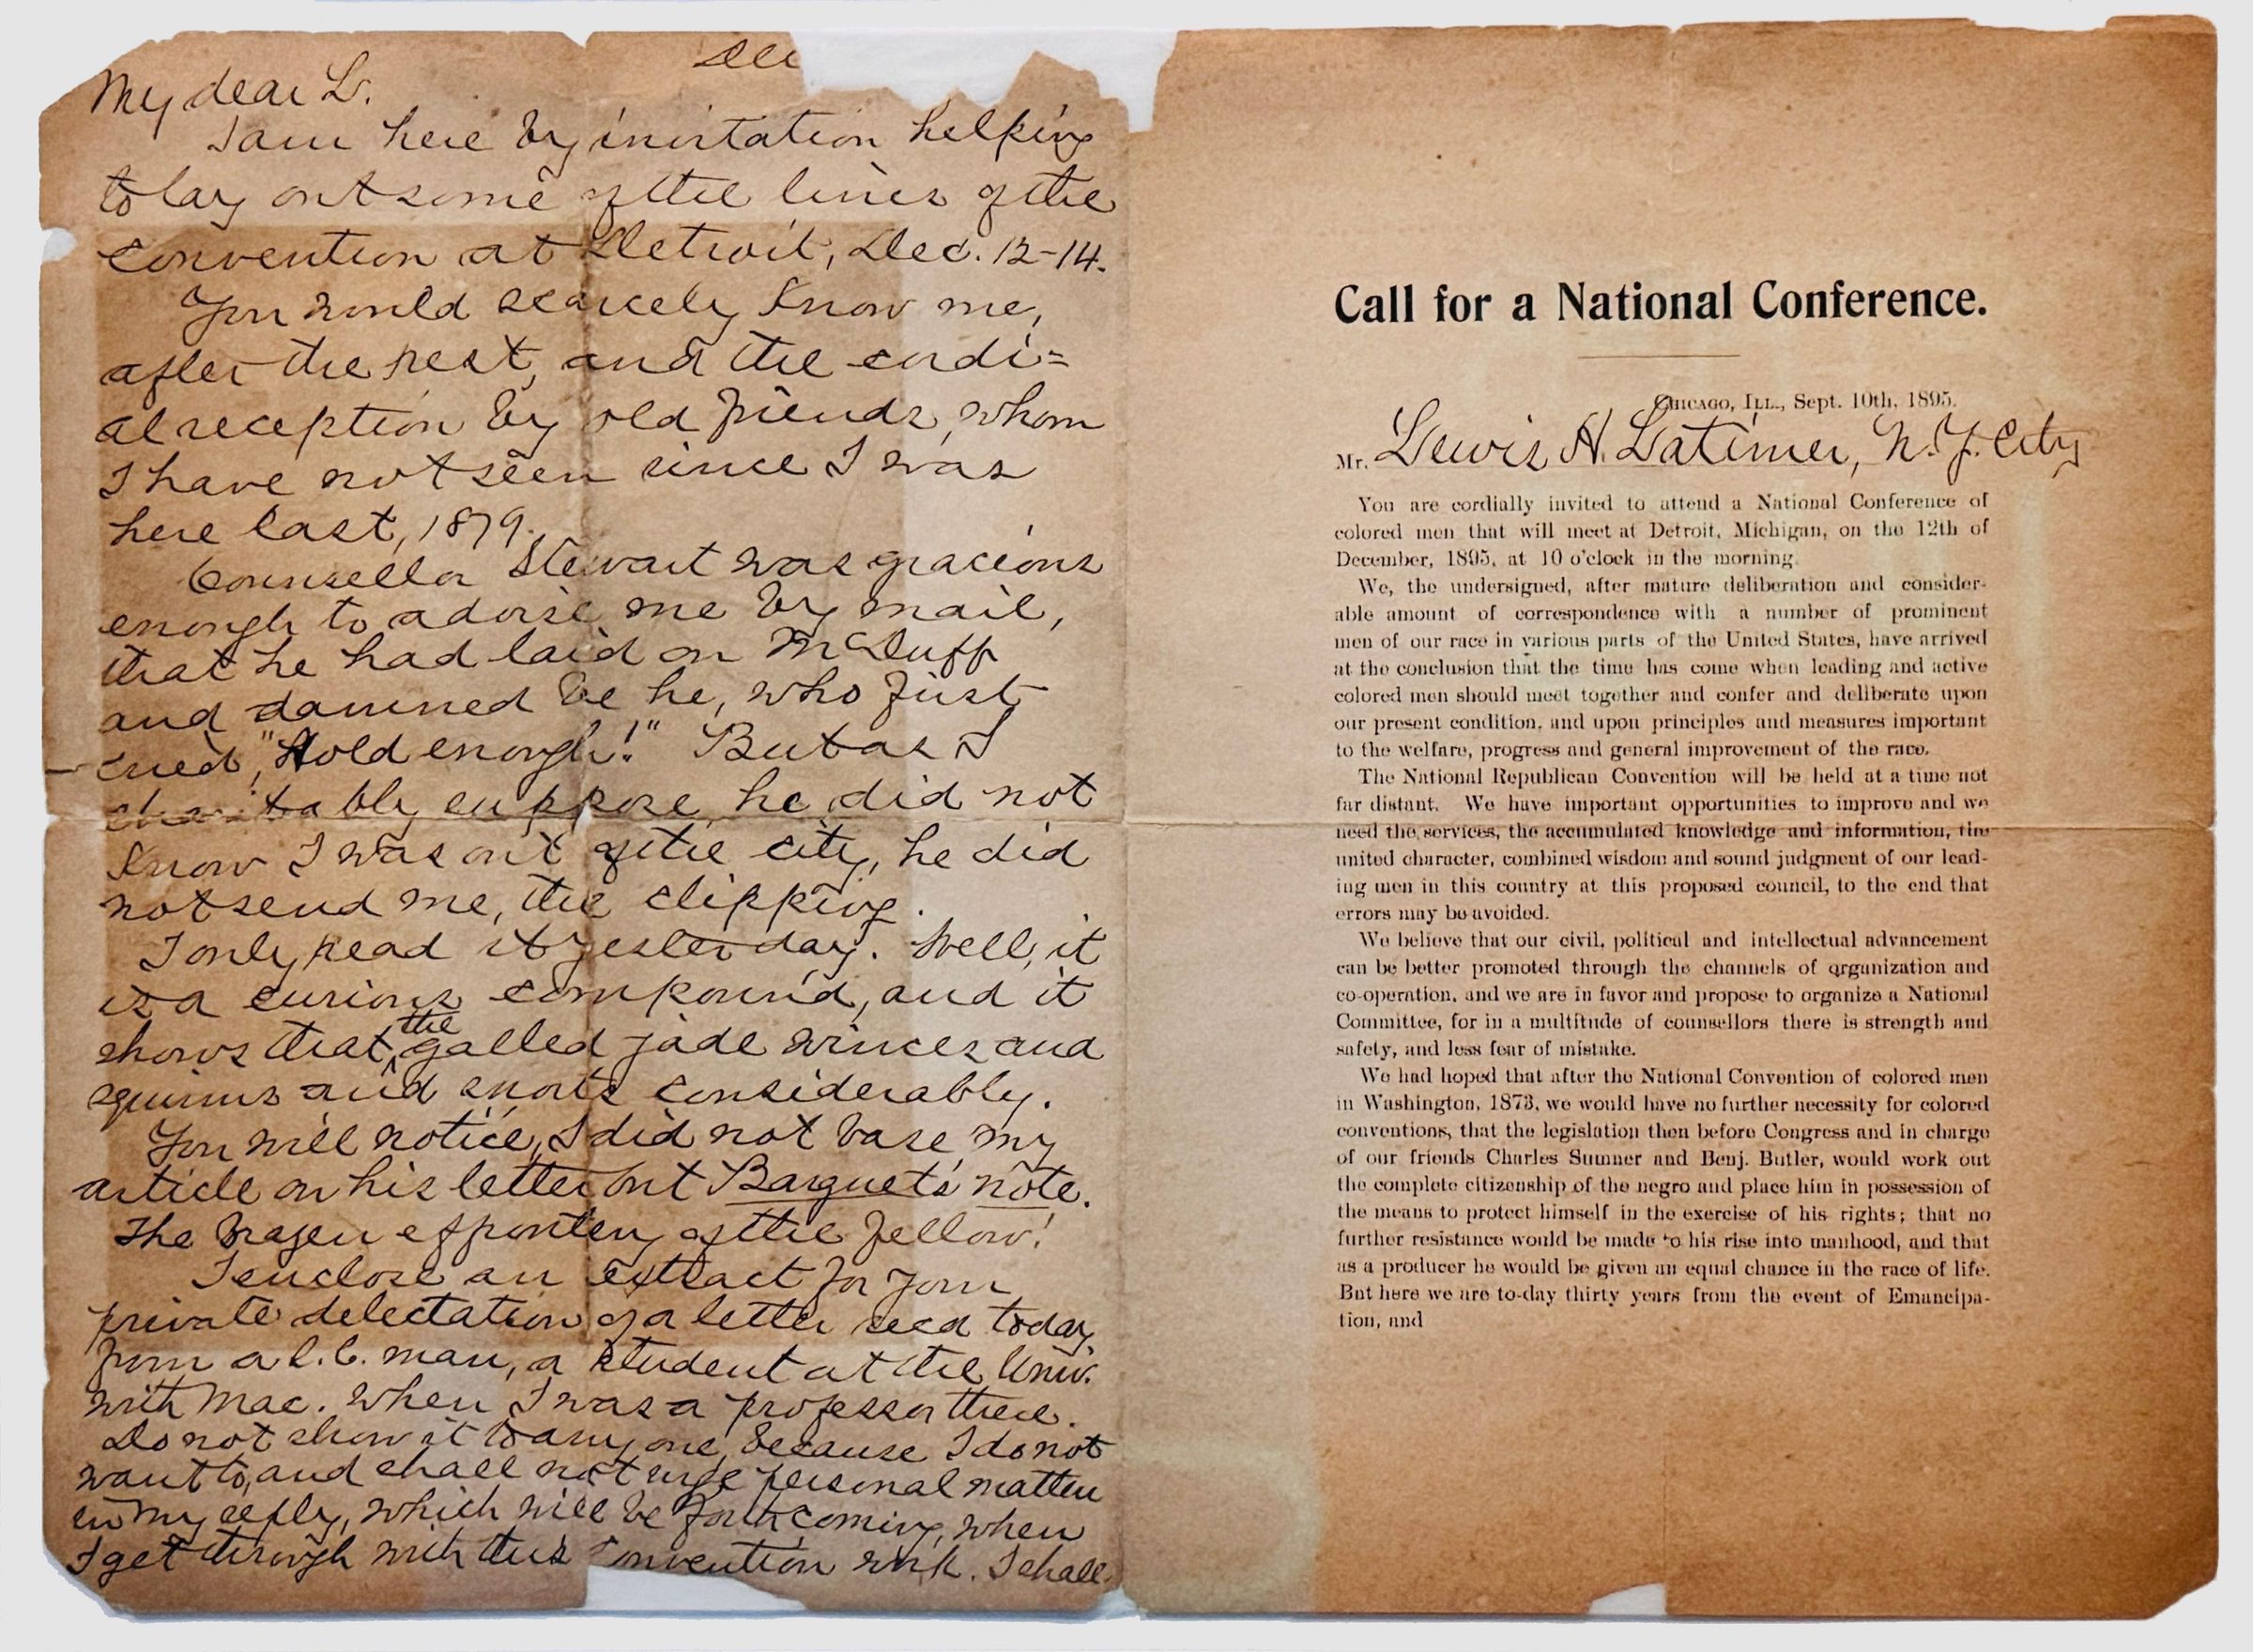 My dear L.
I am here by invitation helping
to lay out some of the lines of the
convention at Detroit, Dec. 12-14.
You would scarcely know me,
after the rest, and the cordi=
al reception by old friends, whom
I have not seen since I was
here last, 1879.
Counsellor Stewart was gracious
enough to advise me by mail,
that he had laid on McDuff
and damned be he, who first
cried, "Hold enough!" But as I
charitably suppose, he did not
know I was out of the city, he did
not send me, the clipping.
I only read it yesterday. Well, it
is a curious compound, and it
shows that the galled jade winces and
squirms and snorts considerably.
You will notice, I did not base my
article on his letter but Barquet's note.
The brazen effrontery of the fellow!
I enclose an extract for your
private delectation of a letter recd today
from a S.C. man, a student at the Univ.
with Mac. when I was a professor there.
Do not show it to any one, because I do not
want to, and shall not urge personal matter
in my reply, which will be forthcoming, when
I get through with this convention work. I shall
Call for a National Conference.
Chicago, Ill., Sept. 10th, 1895.
Mr. Lewis H. Latimer, N.Y. City
You are cordially invited to attend a National Conference of
colored men that will meet at Detroit, Michigan, on the 12th of
December, 1895, at 10 o'clock in the morning.
We, the undersigned, after mature deliberation and consider-
able amount of correspondence with a number of prominent
men of our race in various parts of the United States, have arrived
at the conclusion that the time has come when leading and active
colored men should meet together and confer and deliberate upon
our present condition, and upon principles and measures important
to the welfare, progress and general improvement of the race.
The National Republican Convention will be held at a time not
far distant. We have important opportunities to improve and we
need the services, the accumulated knowledge and information, the
united character, combined wisdom and sound judgment of our lead-
ing men in this country at this proposed council, to the end that
errors may be avoided.
We believe that our civil, political and intellectual advancement
can be better promoted through the channels of organization and
co-operation, and we are in favor and propose to organize a National
Committee, for in a multitude of counsellors there is strength and
safety, and less fear of mistake.
We had hoped that after the National Convention of colored men
in Washington, 1873, we would have no further necessity for colored
conventions, that the legislation then before Congress and in charge
of our friends Charles Sumner and Benj. Butler, would work out
the complete citizenship of the negro and place him in possession of
the means to protect himself in the exercise of his rights; that no
further resistance would be made to his rise into manhood, and that
as a producer he would be given an equal chance in the race of life.
But here we are to-day thirty years from the event of Emancipa-
tion, and